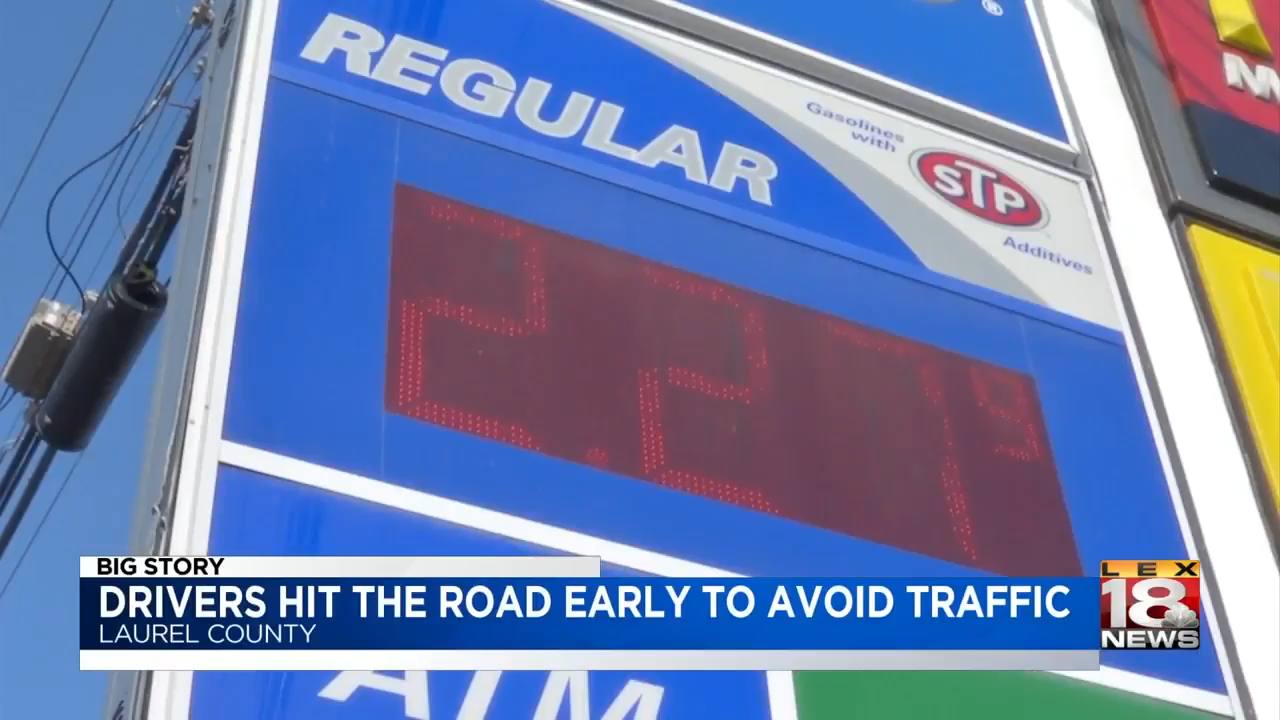 REGULAR
Gasolines
with
STP
Additives
®
M
2.27 9
BIG STORY
DRIVERS HIT THE ROAD EARLY TO AVOID TRAFFIC
LAUREL COUNTY
LEX
18
NEWS
ATM